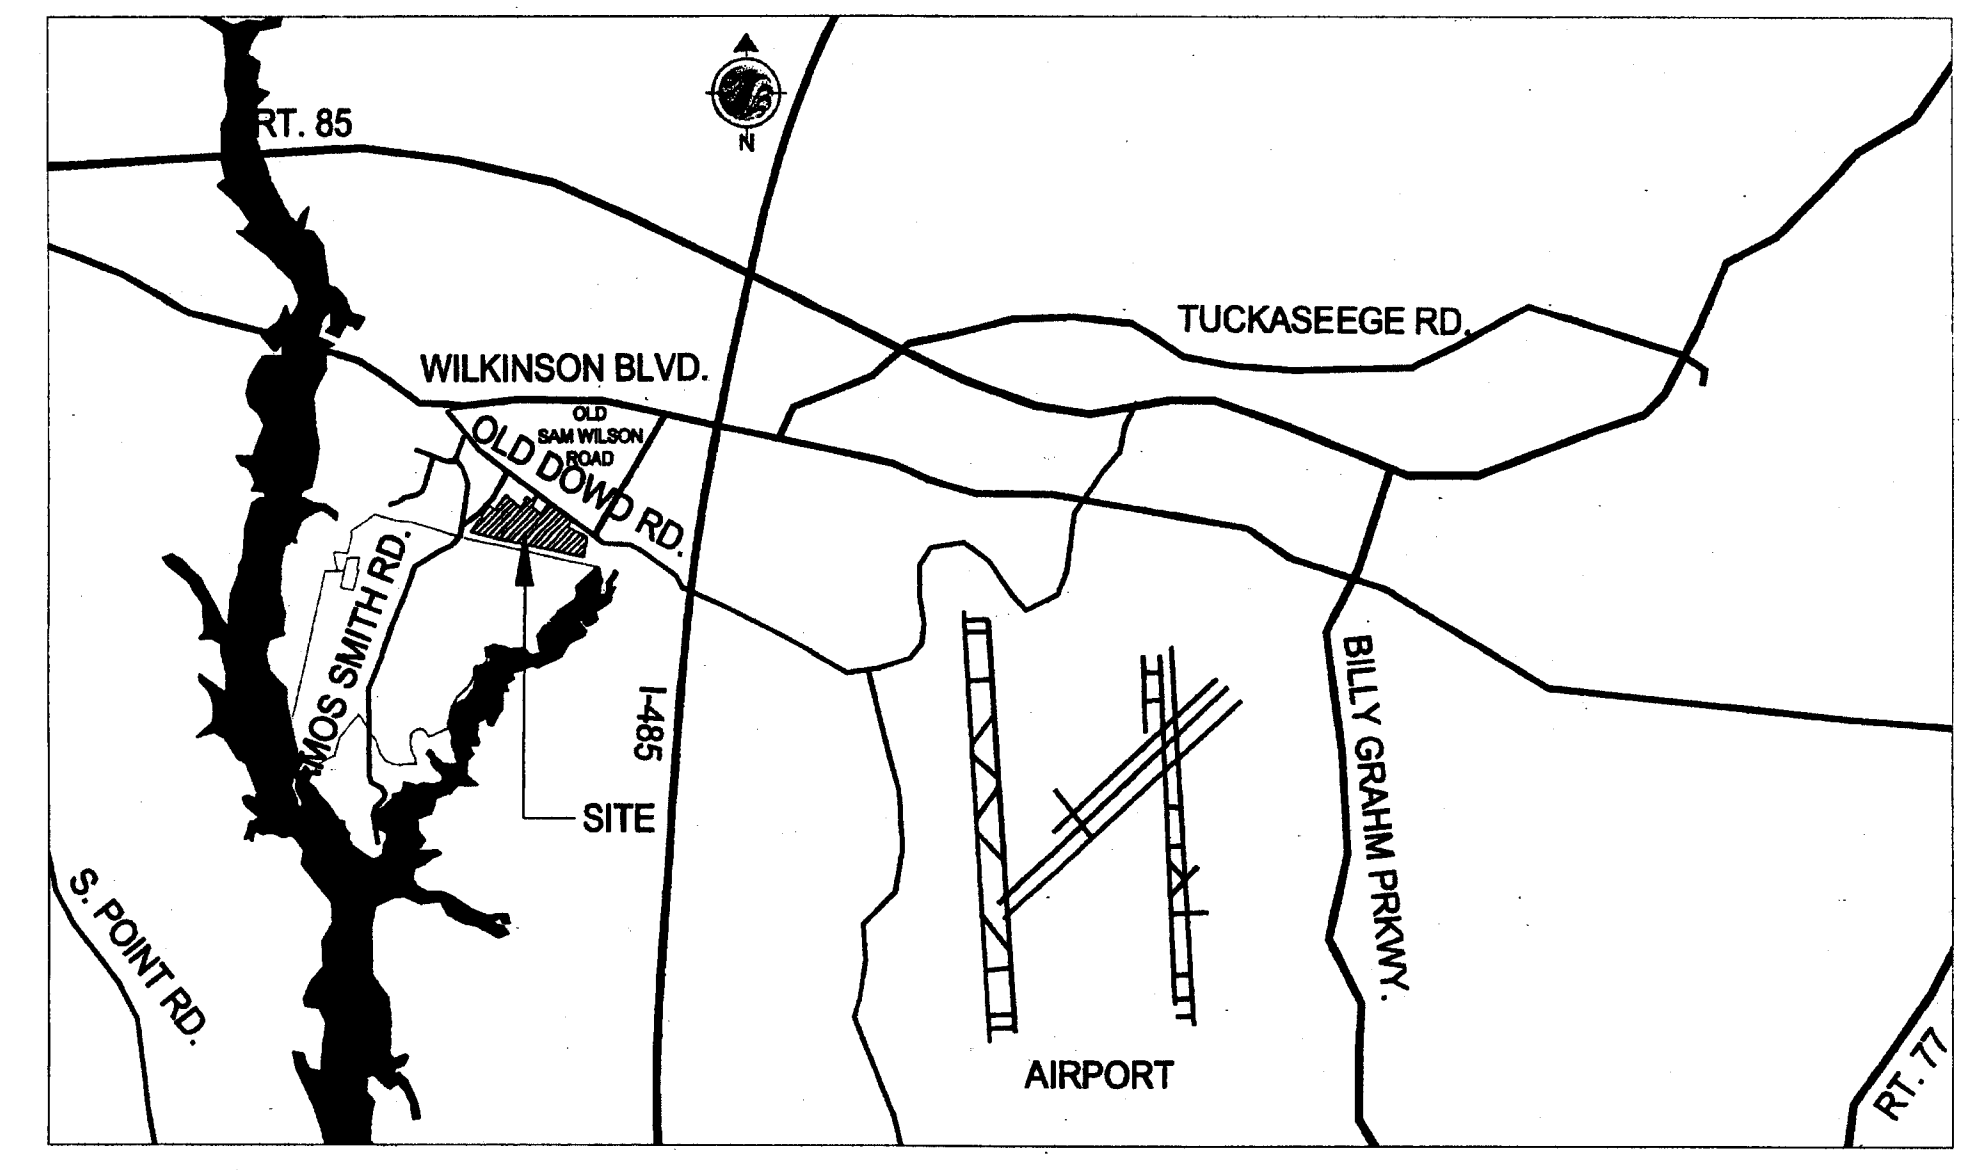 N
RT. 85
TUCKASEEGE RD.
WILKINSON BLVD.
OLD
SAM WILSON
ROAD
OLD DOWD RD.
MOS SMITH RD.
I-485
SITE
BILLY GRAHM PRKWY.
S. POINT RD.
AIRPORT
RT. 77